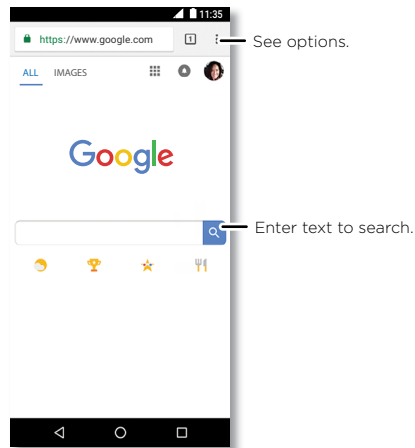 11:35
https://www.google.com 1
See options.
ALL IMAGES
Google
Enter text to search.